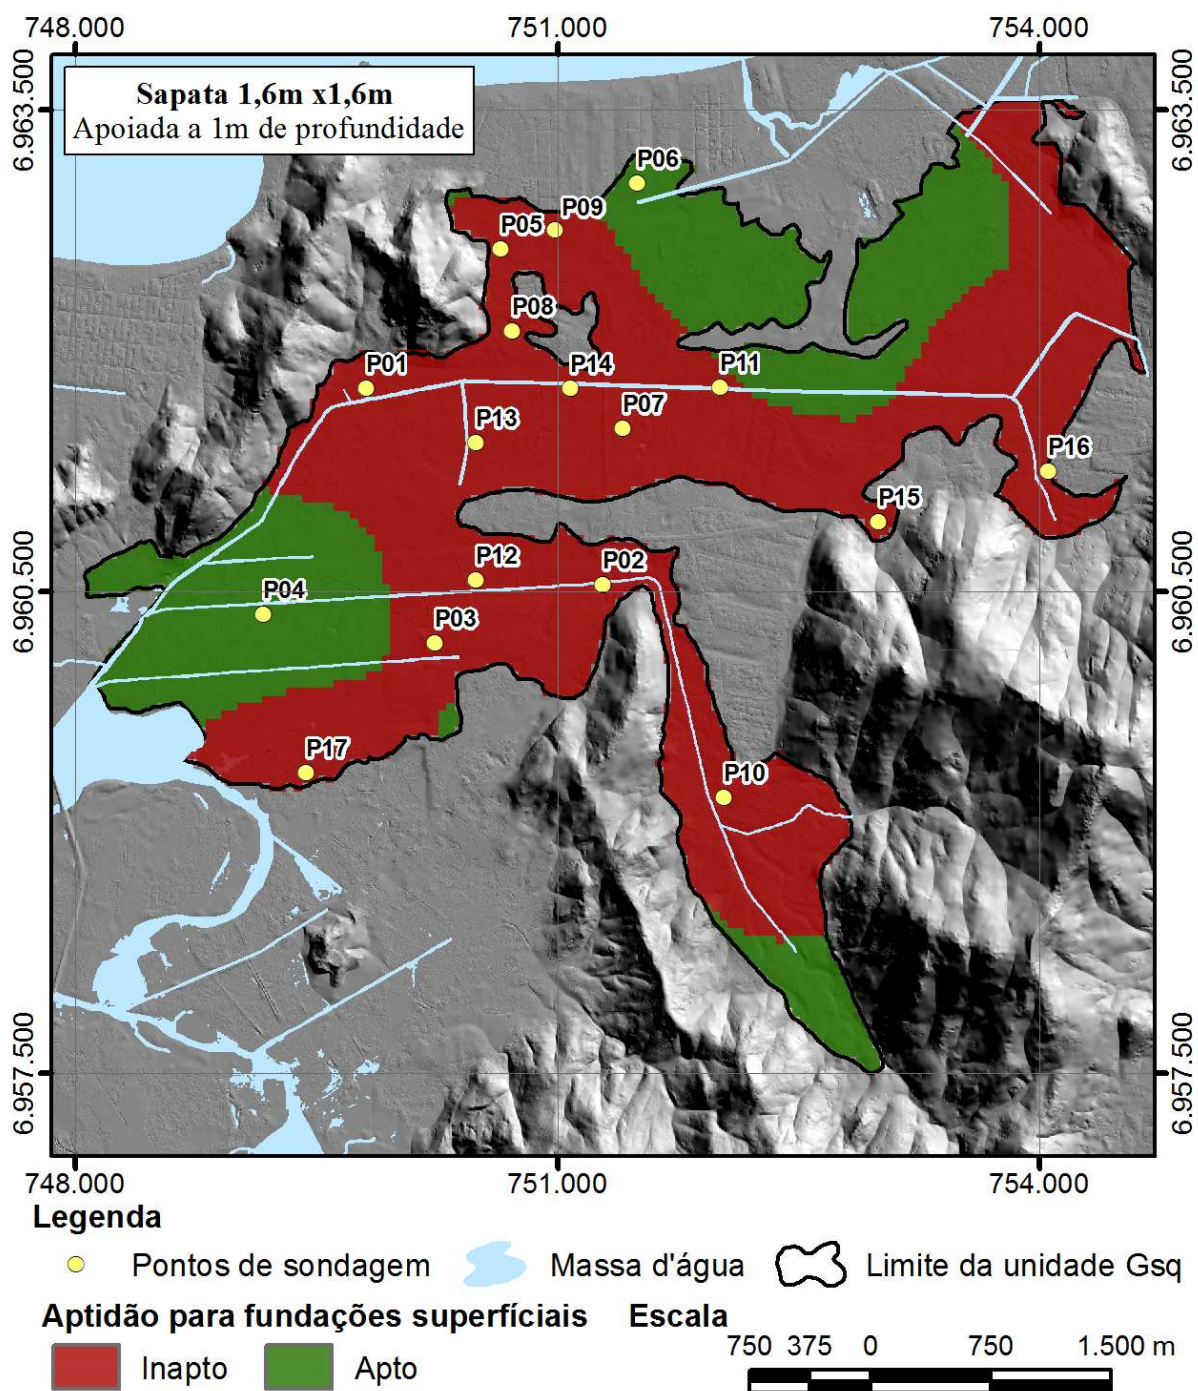 748.000 751.000 754.000
6.963.500 6.963.500
Sapata 1,6m x1,6m
Apoiada a 1m de profundidade
P06
P09
P05
P08
P01 P14 P11
P07
P13
P16
P15
P12 P02
6.960.500 6.960.500
P04
P03
P17
P10
6.957.500 6.957.500
748.000 751.000 754.000
Legenda
Pontos de sondagem Massa d'água Limite da unidade Gsq
Aptidão para fundações superfíciais Escala
750 375 0 750 1.500 m
Inapto Apto